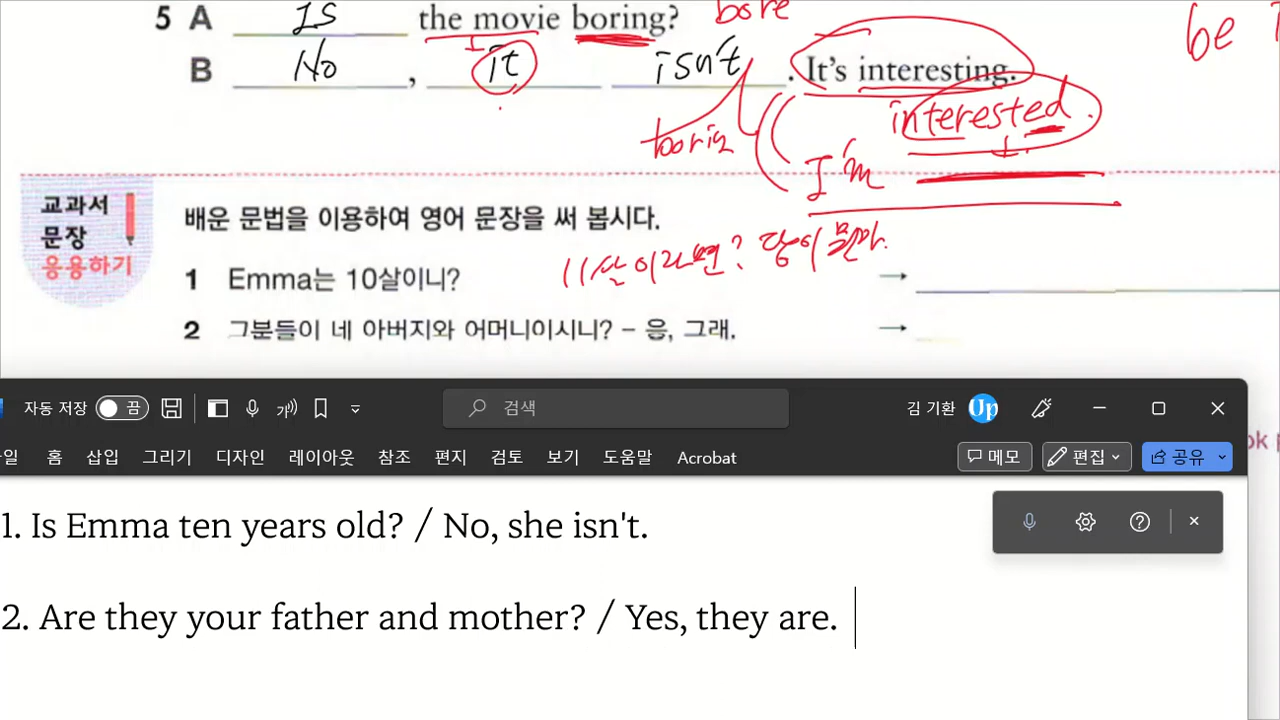 bore
5 A Is the movie boring?
be
B No, it isn't. It's interesting.
interested.
boring
I'm
교과서
문장
응용하기
배운 문법을 이용하여 영어 문장을 써 봅시다.
11살이라면? 답이 뭘까.
1 Emma는 10살이니? →
2 그분들이 네 아버지와 어머니이시니? – 응, 그래. →
자동 저장 끔 가 검색 김 기환 Up
일 홈 삽입 그리기 디자인 레이아웃 참조 편지 검토 보기 도움말 Acrobat 메모 편집 공유
1. Is Emma ten years old? / No, she isn't.
2. Are they your father and mother? / Yes, they are.